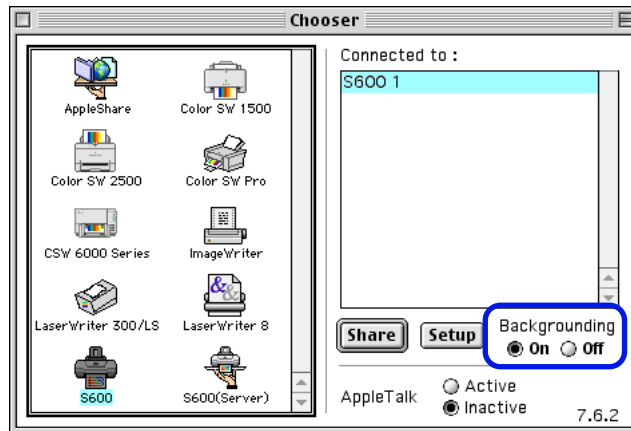 Chooser
AppleShare
Color SW 1500
Color SW 2500
Color SW Pro
CSW 6000 Series
ImageWriter
LaserWriter 300/LS
LaserWriter 8
S600
S600(Server)
Connected to :
S600 1
Share
Setup
Backgrounding
On Off
AppleTalk
Active
Inactive
7.6.2